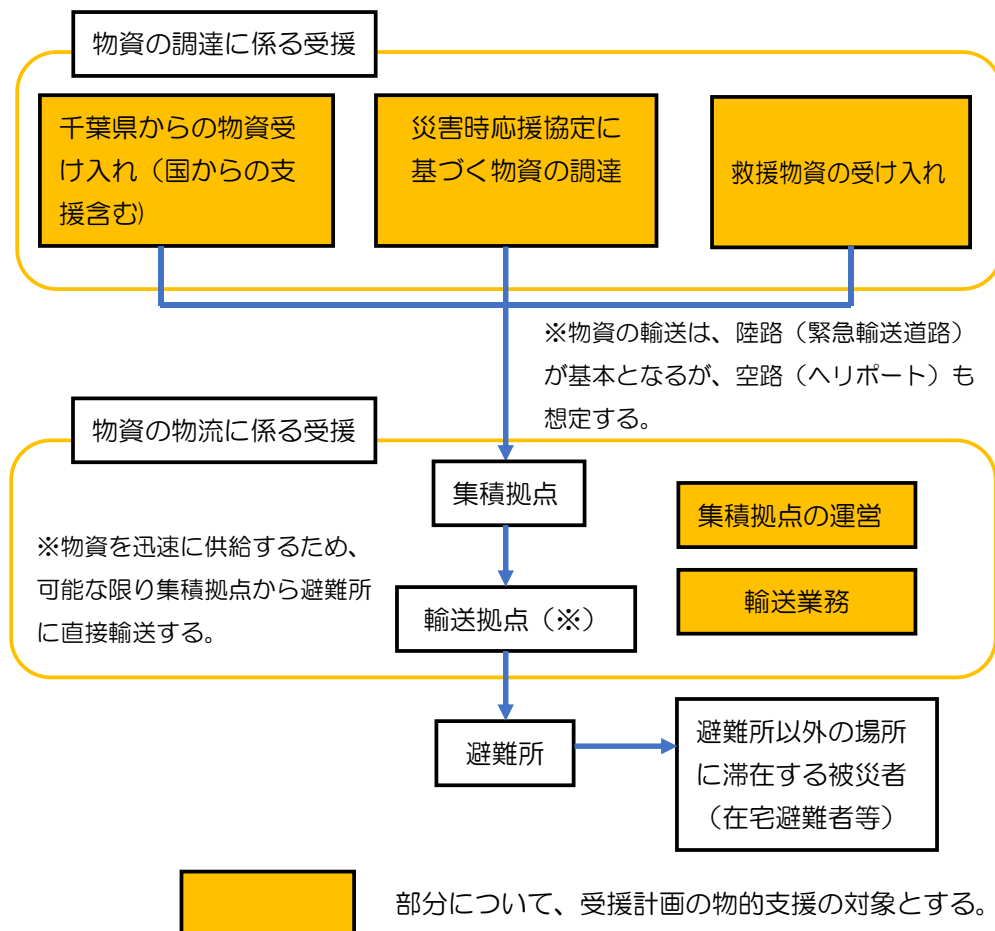 物資の調達に係る受援
千葉県からの物資受
け入れ（国からの支
援含む)
災害時応援協定に
基づく物資の調達
救援物資の受け入れ
※物資の輸送は、陸路（緊急輸送道路）
が基本となるが、空路（ヘリポート）も
想定する。
物資の物流に係る受援
集積拠点
集積拠点の運営
※物資を迅速に供給するため、
可能な限り集積拠点から避難所
に直接輸送する。
輸送業務
輸送拠点（※）
避難所
避難所以外の場所
に滞在する被災者
（在宅避難者等）
部分について、受援計画の物的支援の対象とする。